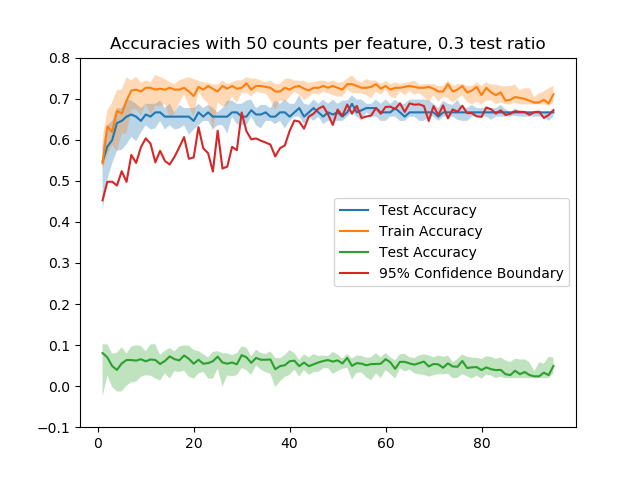 Accuracies with 50 counts per feature, 0.3 test ratio
0.8
0.7
0.6
0.5
0.4
0.3
0.2
0.1
0.0
−0.1
Test Accuracy
Train Accuracy
Test Accuracy
95% Confidence Boundary
0 20 40 60 80